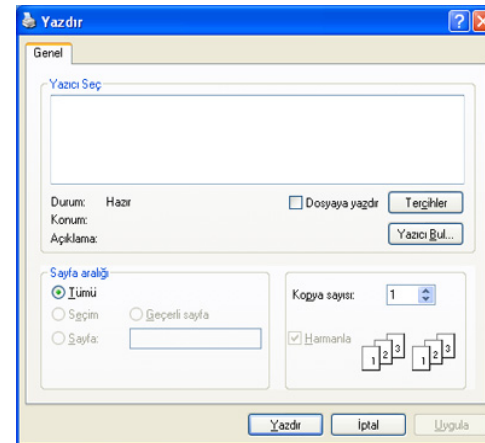 Yazdır
Genel
Yazıcı Seç
Durum: Hazır
Konum:
Açıklama:
Dosyaya yazdır
Tercihler
Yazıcı Bul...
Sayfa aralığı
Tümü
Seçim
Geçerli sayfa
Sayfa:
Kopya sayısı: 1
Harmanla
1 2 3 1 2 3
Yazdır İptal Uygula